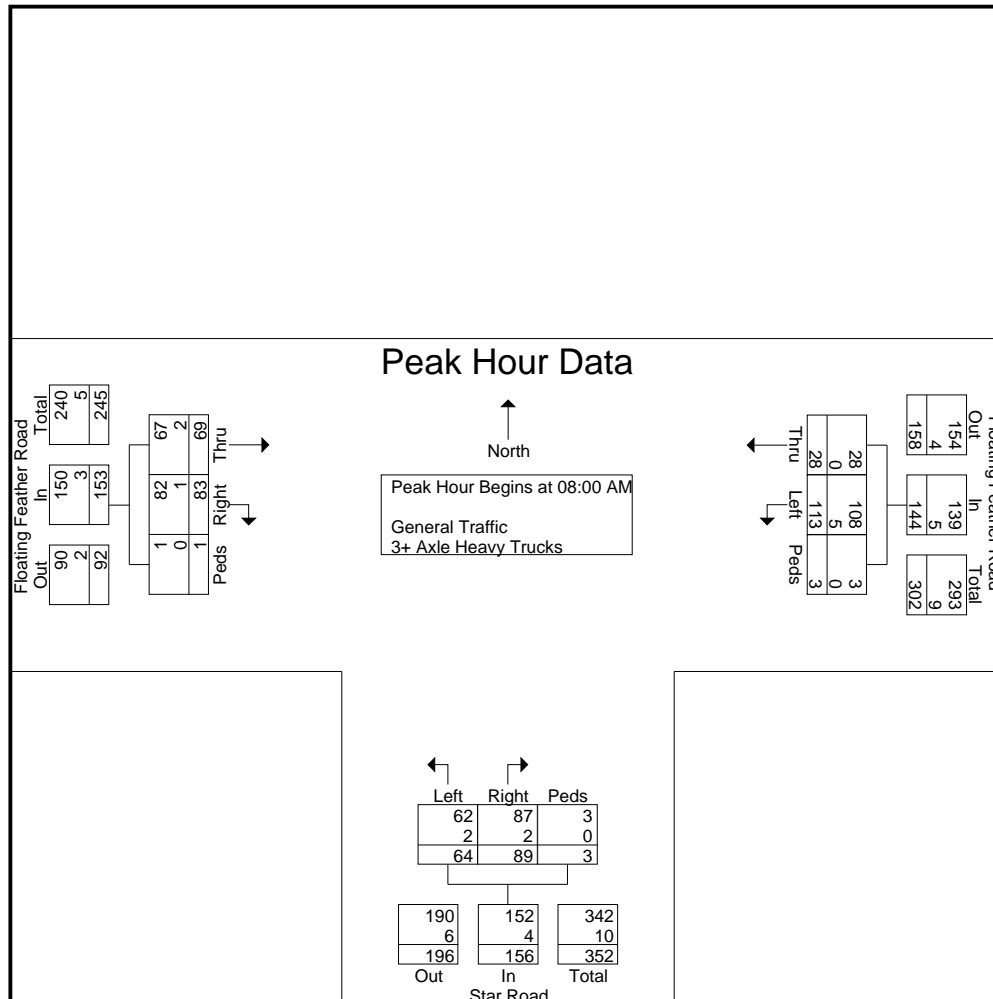 Peak Hour Data
North
Peak Hour Begins at 08:00 AM
General Traffic
3+ Axle Heavy Trucks
Floating Feather Road
Total In Out
240 150 90
5 3 2
245 153 92
67 82 1
2 1 0
69 83 1
Thru Right Peds
Floating Feather Road
Out In Total
154 139 293
4 5 9
158 144 302
28 108 3
0 5 0
28 113 3
Thru Left Peds
Left Right Peds
62 87 3
2 2 0
64 89 3
190 152 342
6 4 10
196 156 352
Out In Total
Star Road